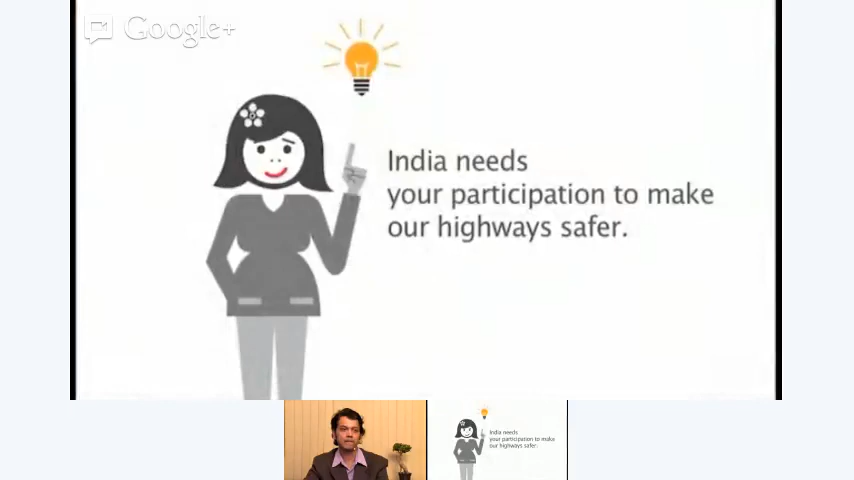 Google+
India needs
your participation to make
our highways safer.
India needs
your participation to make
our highways safer.